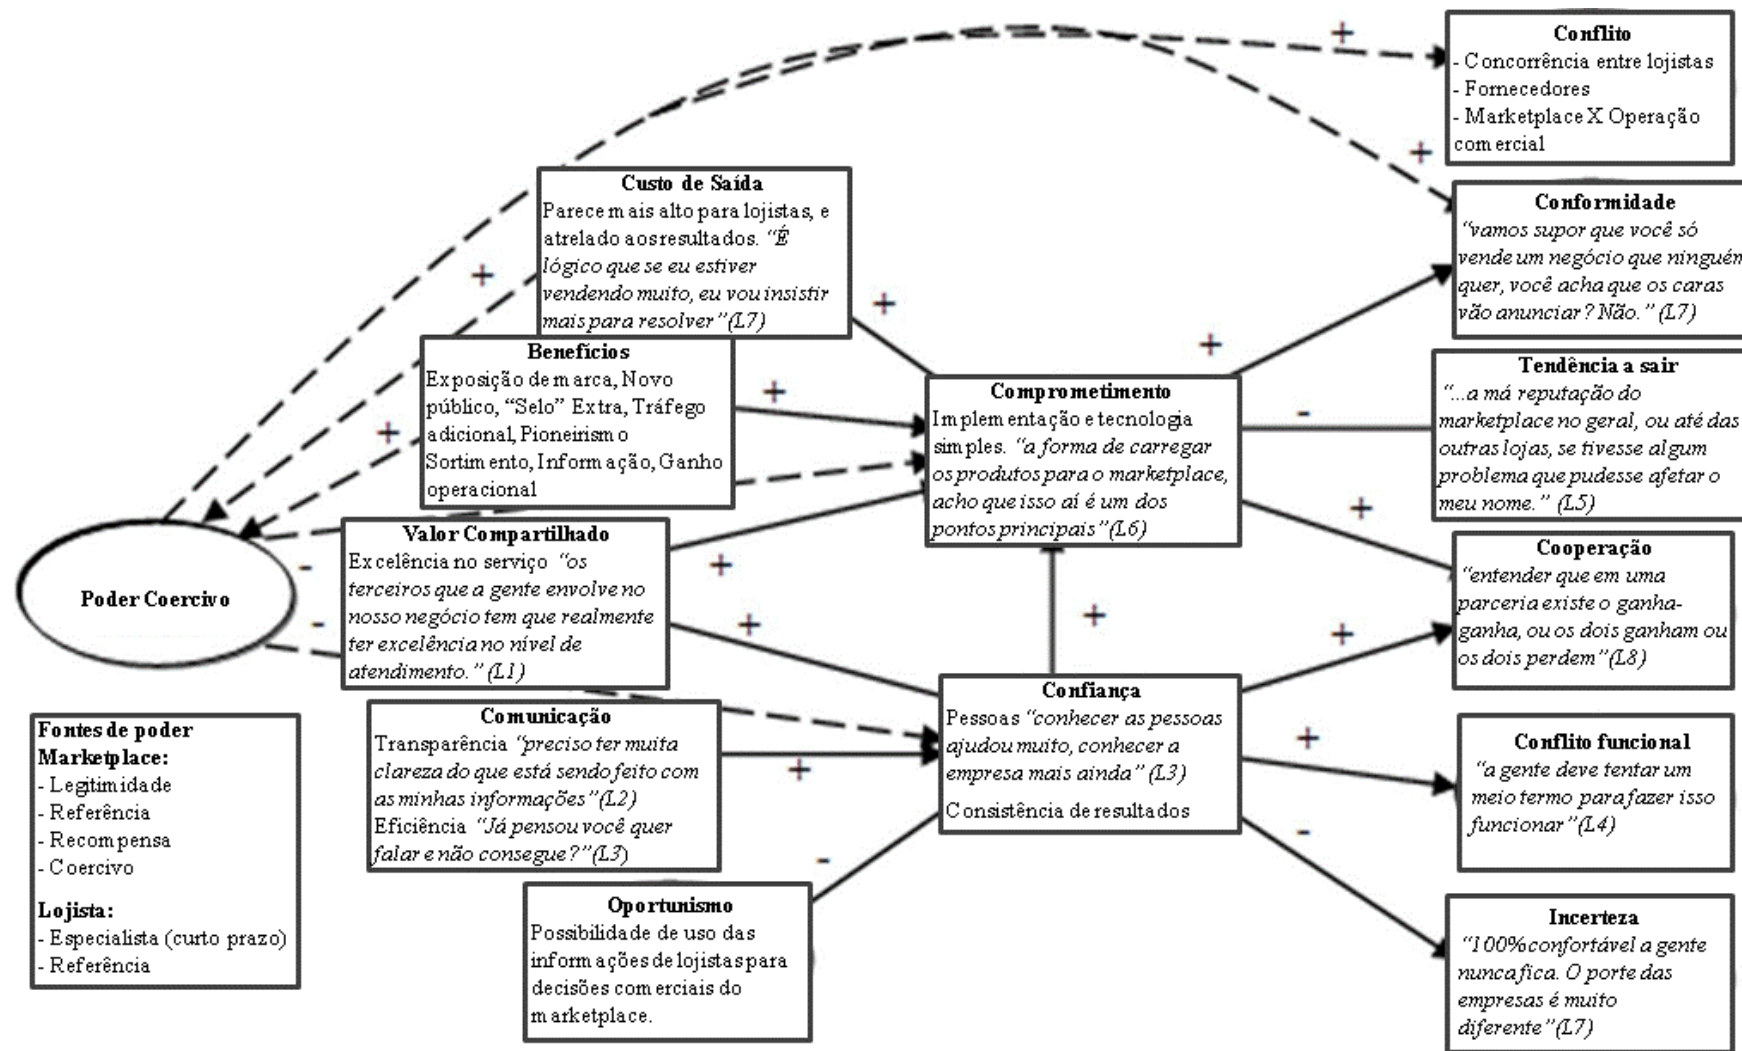 +
Conflito
- Concorrência entre lojistas
- Fornecedores
- Marketplace X Operação
comercial
+
Custo de Saída
Parece mais alto para lojistas, e
atrelado aos resultados. “É
lógico que se eu estiver
vendendo muito, eu vou insistir
mais para resolver” (L7)
+
+
Conformidade
“vamos supor que você só
vende um negócio que ninguém
quer, você acha que os caras
vão anunciar? Não.” (L7)
+
Benefícios
Exposição de marca, Novo
público, “Selo” Extra, Tráfego
adicional, Pioneirismo
Sortimento, Informação, Ganho
operacional
+
+
Comprometimento
Implementação e tecnologia
simples. “a forma de carregar
os produtos para o marketplace,
acho que isso aí é um dos
pontos principais” (L6)
-
Tendência a sair
“...a má reputação do
marketplace no geral, ou até das
outras lojas, se tivesse algum
problema que pudesse afetar o
meu nome.” (L5)
Poder Coercivo
-
-
Valor Compartilhado
Excelência no serviço “os
terceiros que a gente envolve no
nosso negócio tem que realmente
ter excelência no nível de
atendimento.” (L1)
+
+
+
+
Cooperação
“entender que em uma
parceria existe o ganha-
ganha, ou os dois ganham ou
os dois perdem” (L8)
+
Fontes de poder
Marketplace:
- Legitimidade
- Referência
- Recompensa
- Coercivo
Lojista:
- Especialista (curto prazo)
- Referência
Comunicação
Transparência “preciso ter muita
clareza do que está sendo feito com
as minhas informações” (L2)
Eficiência “Já pensou você quer
falar e não consegue?” (L3)
+
Confiança
Pessoas “conhecer as pessoas
ajudou muito, conhecer a
empresa mais ainda” (L3)
Consistência de resultados
+
Conflito funcional
“a gente deve tentar um
meio termo para fazer isso
funcionar” (L4)
-
Oportunismo
Possibilidade de uso das
informações de lojistas para
decisões comerciais do
marketplace.
-
Incerteza
“100% confortável a gente
nunca fica. O porte das
empresas é muito
diferente” (L7)